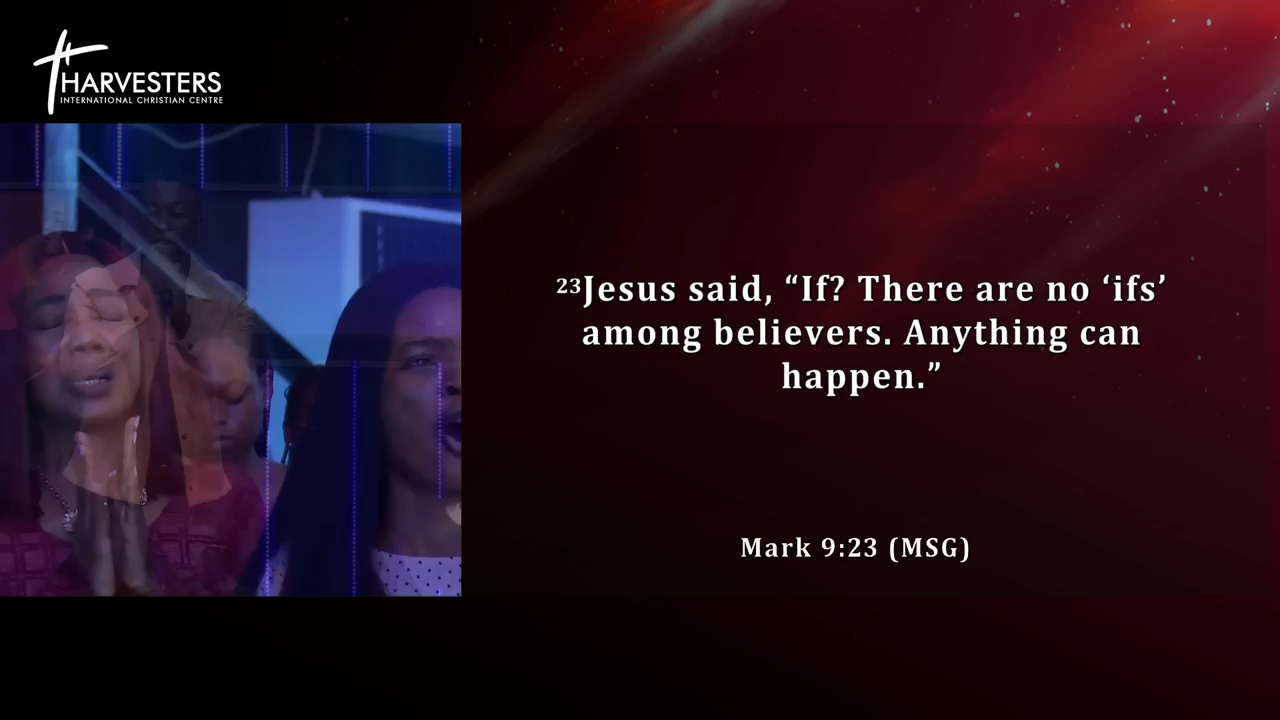 HARVESTERS
INTERNATIONAL CHRISTIAN CENTRE
²³Jesus said, “If? There are no ‘ifs’
among believers. Anything can
happen.”
Mark 9:23 (MSG)